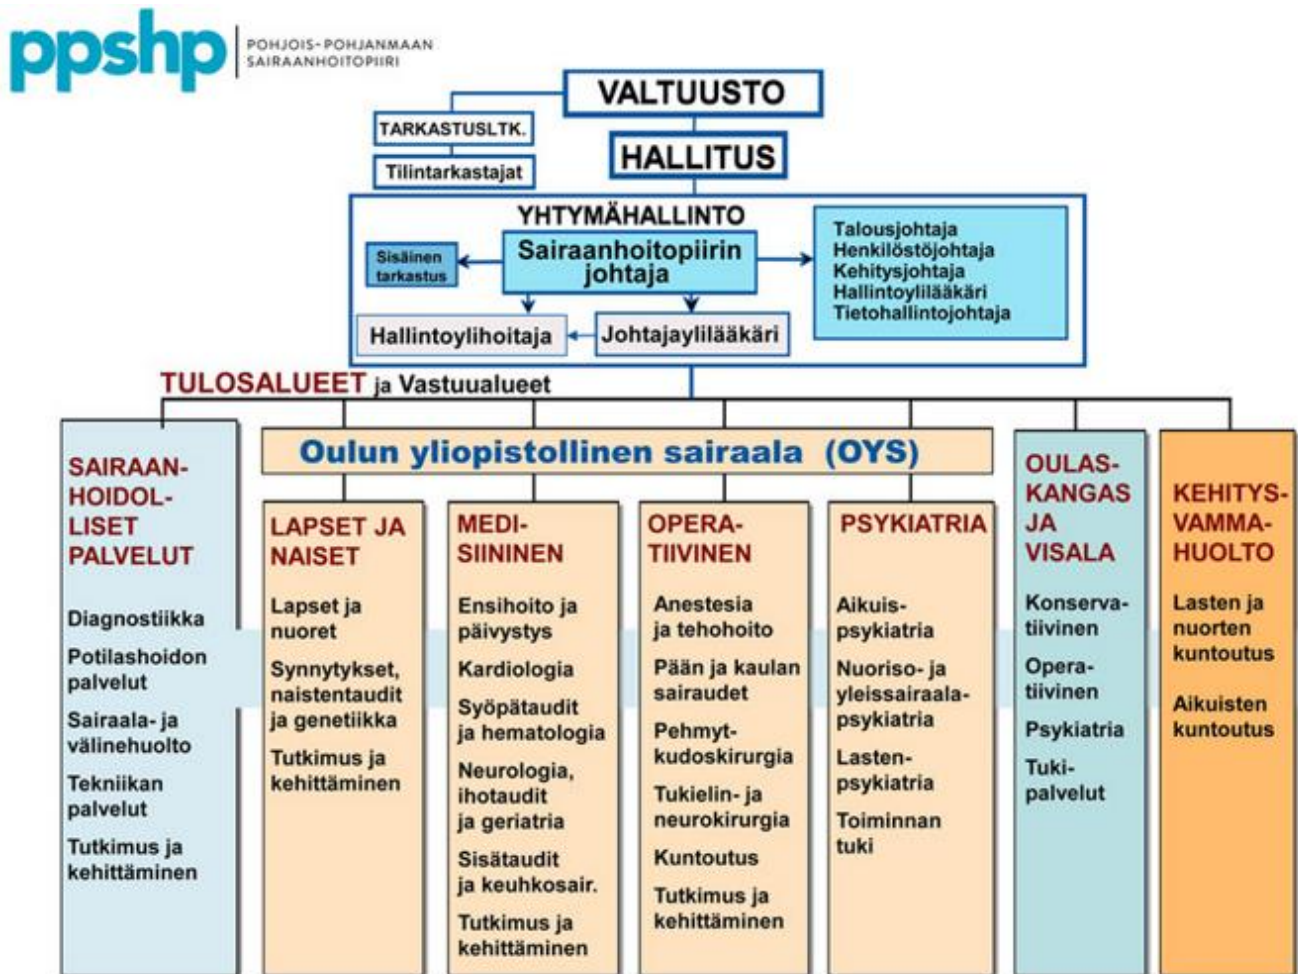 ppshp
POHJOIS-POHJANMAAN
SAIRAANHOITOPIIRI
VALTUUSTO
TARKASTUSLTK.
Tilintarkastajat
HALLITUS
YHTYMÄHALLINTO
Sisäinen
tarkastus
Sairaanhoitopiirin
johtaja
Talousjohtaja
Henkilöstöjohtaja
Kehitysjohtaja
Hallintoylilääkäri
Tietohallintojohtaja
Hallintoylihoitaja
Johtajaylilääkäri
TULOSALUEET ja Vastuualueet
Oulun yliopistollinen sairaala (OYS)
SAIRAAN-
HOIDOL-
LISET
PALVELUT
Diagnostiikka
Potilashoidon
palvelut
Sairaala- ja
välinehuolto
Tekniikan
palvelut
Tutkimus ja
kehittäminen
LAPSET JA
NAISET
Lapset ja
nuoret
Synnytykset,
naistentaudit
ja genetiikka
Tutkimus ja
kehittäminen
MEDI-
SIININEN
Ensihoito ja
päivystys
Kardiologia
Syöpätaudit
ja hematologia
Neurologia,
ihotaudit
ja geriatria
Sisätaudit
ja keuhkosair.
Tutkimus ja
kehittäminen
OPERA-
TIIVINEN
Anestesia
ja tehohoito
Pään ja kaulan
sairaudet
Pehmyt-
kudoskirurgia
Tukielin- ja
neurokirurgia
Kuntoutus
Tutkimus ja
kehittäminen
PSYKIATRIA
Aikuis-
psykiatria
Nuoriso- ja
yleissairaala-
psykiatria
Lasten-
psykiatria
Toiminnan
tuki
OULAS-
KANGAS
JA
VISALA
Konserva-
tiivinen
Opera-
tiivinen
Psykiatria
Tuki-
palvelut
KEHITYS-
VAMMA-
HUOLTO
Lasten ja
nuorten
kuntoutus
Aikuisten
kuntoutus